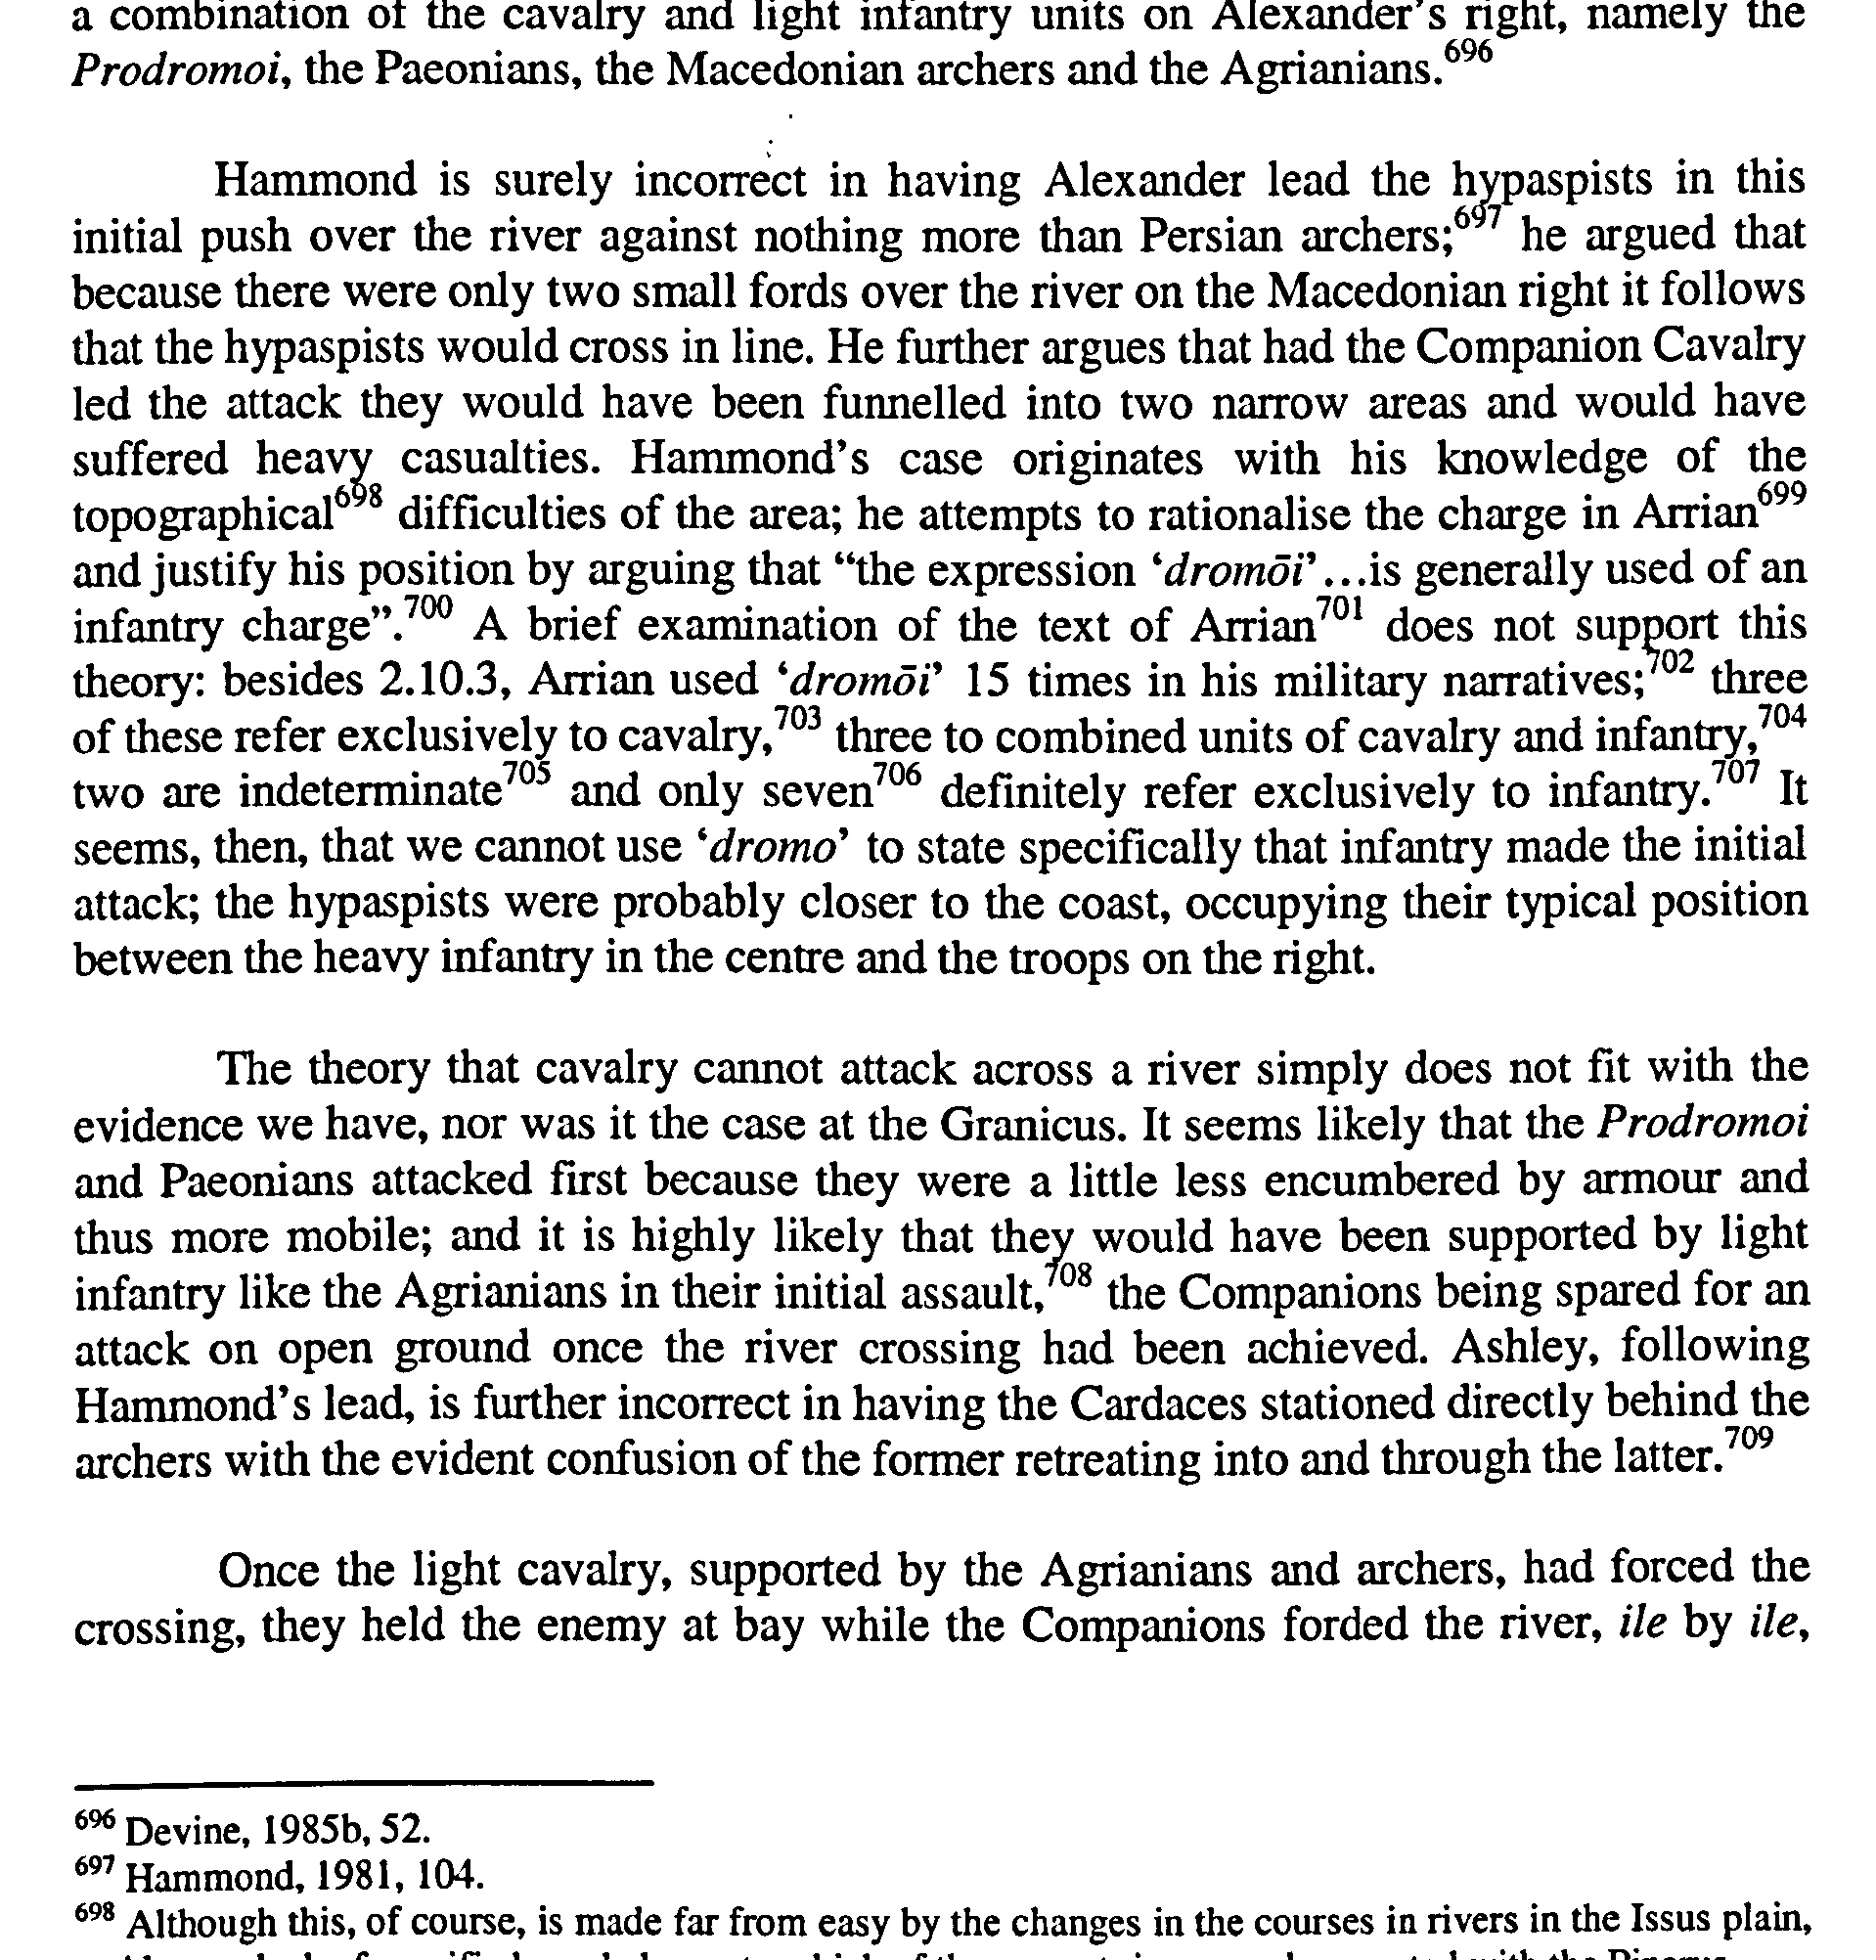 a combination of the cavalry and light infantry units on Alexander's right, namely the
Prodromoi, the Paeonians, the Macedonian archers and the Agrianians.696
Hammond is surely incorrect in having Alexander lead the hypaspists in this
initial push over the river against nothing more than Persian archers;697 he argued that
because there were only two small fords over the river on the Macedonian right it follows
that the hypaspists would cross in line. He further argues that had the Companion Cavalry
led the attack they would have been funnelled into two narrow areas and would have
suffered heavy casualties. Hammond's case originates with his knowledge of the
topographical698 difficulties of the area; he attempts to rationalise the charge in Arrian699
and justify his position by arguing that “the expression ‘dromōi’...is generally used of an
infantry charge”.700 A brief examination of the text of Arrian701 does not support this
theory: besides 2.10.3, Arrian used ‘dromōi’ 15 times in his military narratives;702 three
of these refer exclusively to cavalry,703 three to combined units of cavalry and infantry,704
two are indeterminate705 and only seven706 definitely refer exclusively to infantry.707 It
seems, then, that we cannot use ‘dromo’ to state specifically that infantry made the initial
attack; the hypaspists were probably closer to the coast, occupying their typical position
between the heavy infantry in the centre and the troops on the right.
The theory that cavalry cannot attack across a river simply does not fit with the
evidence we have, nor was it the case at the Granicus. It seems likely that the Prodromoi
and Paeonians attacked first because they were a little less encumbered by armour and
thus more mobile; and it is highly likely that they would have been supported by light
infantry like the Agrianians in their initial assault,708 the Companions being spared for an
attack on open ground once the river crossing had been achieved. Ashley, following
Hammond's lead, is further incorrect in having the Cardaces stationed directly behind the
archers with the evident confusion of the former retreating into and through the latter.709
Once the light cavalry, supported by the Agrianians and archers, had forced the
crossing, they held the enemy at bay while the Companions forded the river, ile by ile,
696 Devine, 1985b, 52.
697 Hammond, 1981, 104.
698 Although this, of course, is made far from easy by the changes in the courses in rivers in the Issus plain,